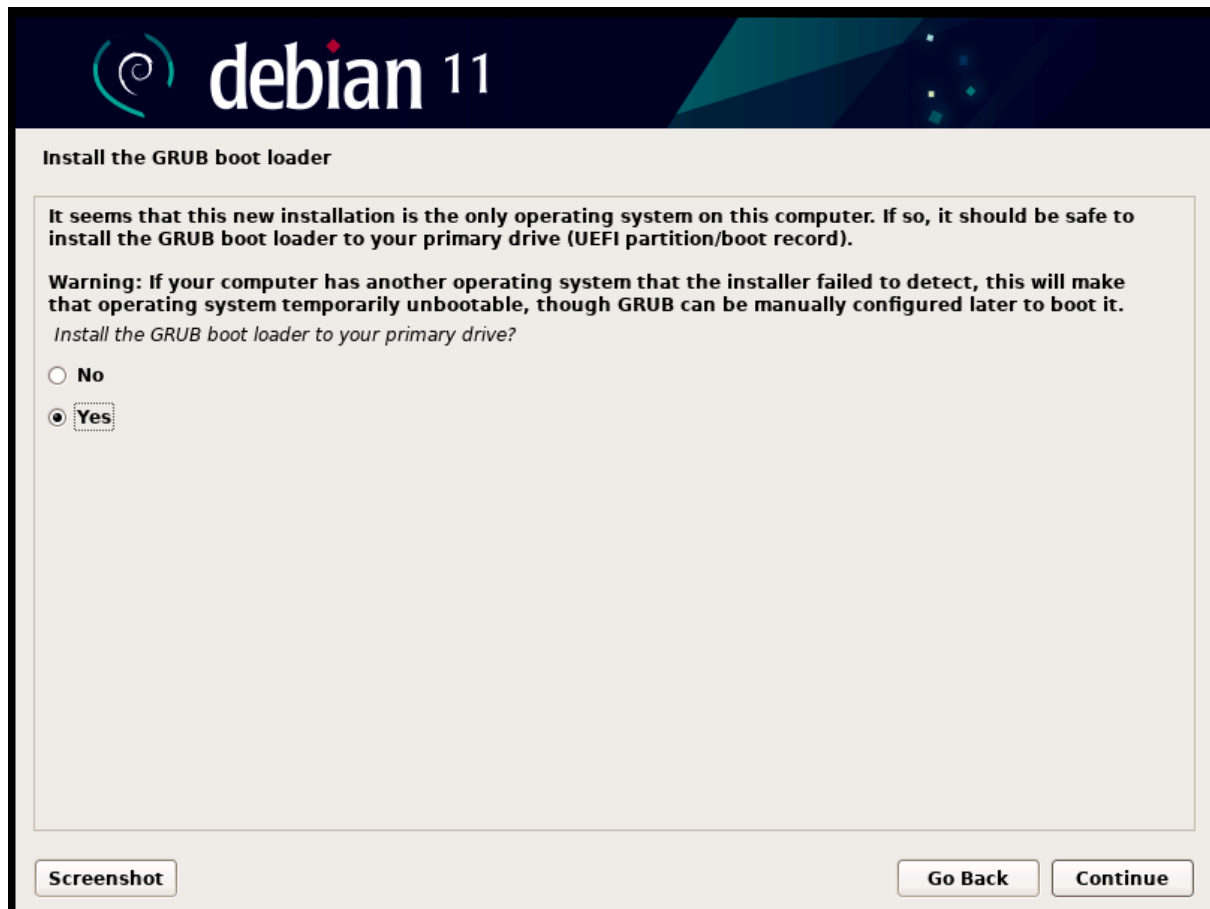 debian 11
Install the GRUB boot loader
It seems that this new installation is the only operating system on this computer. If so, it should be safe to
install the GRUB boot loader to your primary drive (UEFI partition/boot record).
Warning: If your computer has another operating system that the installer failed to detect, this will make
that operating system temporarily unbootable, though GRUB can be manually configured later to boot it.
Install the GRUB boot loader to your primary drive?
No
Yes
Screenshot
Go Back
Continue